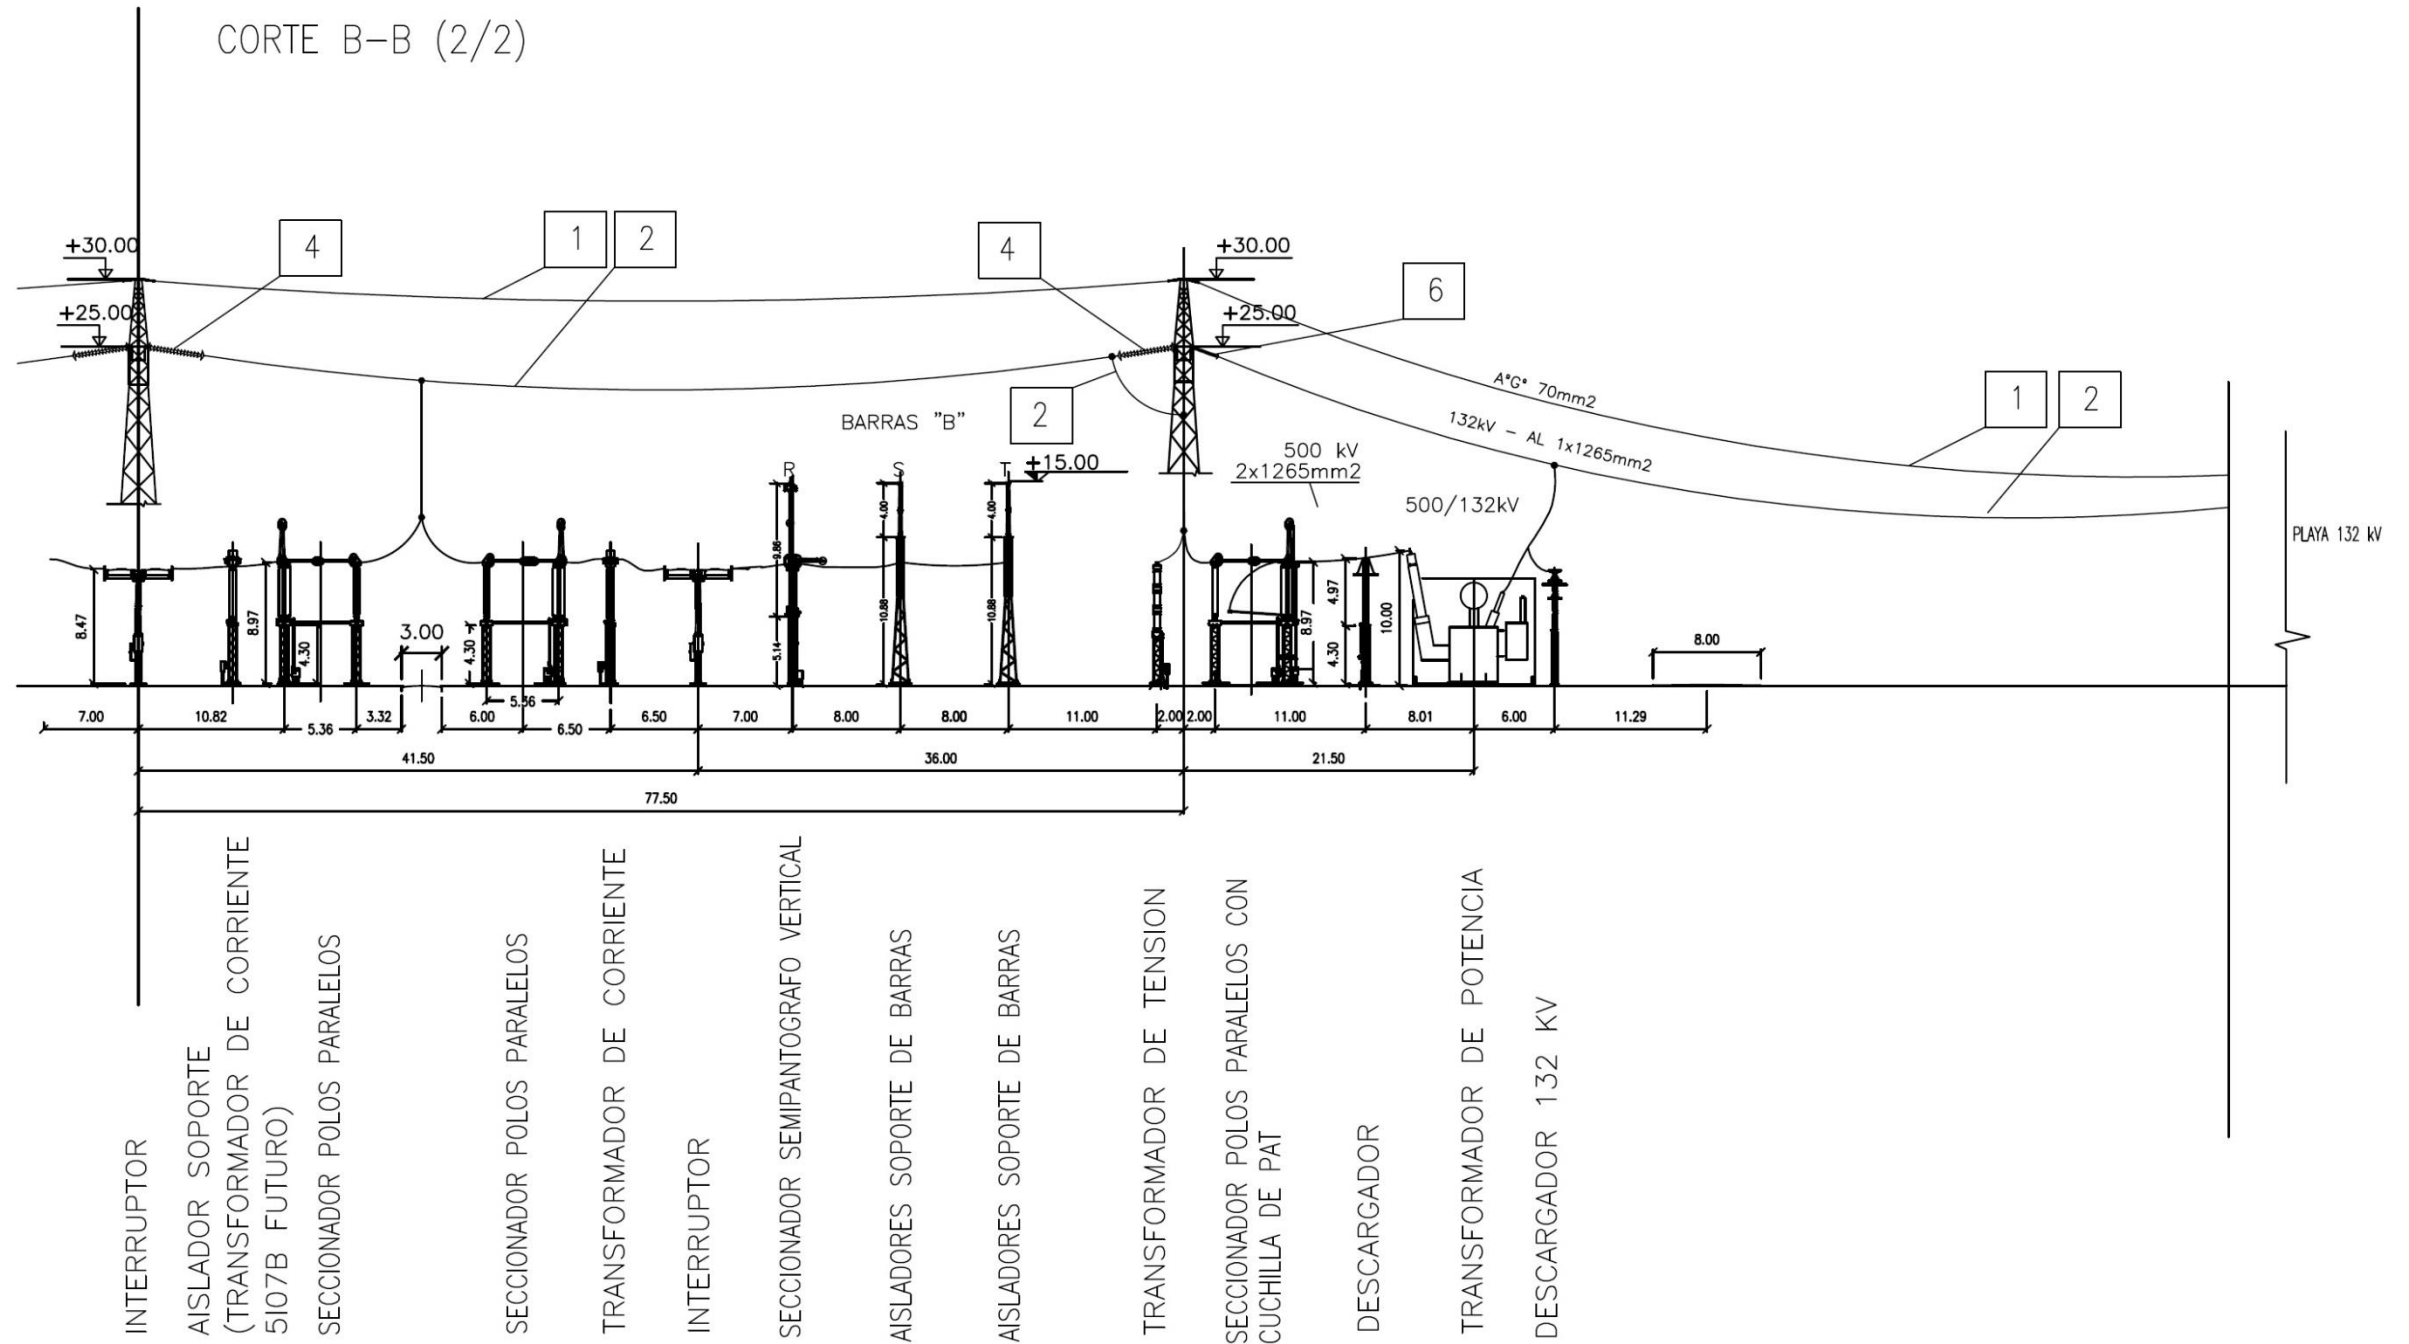 CORTE B-B (2/2)
4
1
2
4
6
+30.00
+30.00
+25.00
+25.00
1
2
A°G° 70mm2
132kV - AL 1x1265mm2
BARRAS "B"
2
500 kV
2x1265mm2
500/132kV
R
S
T
+15.00
PLAYA 132 kV
8.47
8.97
4.30
3.00
4.30
5.36
9.86
5.14
4.00
10.88
4.00
10.88
8.97
4.97
4.30
10.00
8.00
7.00
10.82
5.36
3.32
6.00
6.50
6.50
7.00
8.00
8.00
11.00
2.00
2.00
11.00
8.01
6.00
11.29
41.50
36.00
21.50
77.50
INTERRUPTOR
AISLADOR SOPORTE
(TRANSFORMADOR DE CORRIENTE
5I07B FUTURO)
SECCIONADOR POLOS PARALELOS
SECCIONADOR POLOS PARALELOS
TRANSFORMADOR DE CORRIENTE
INTERRUPTOR
SECCIONADOR SEMIPANTOGRAFO VERTICAL
AISLADORES SOPORTE DE BARRAS
AISLADORES SOPORTE DE BARRAS
TRANSFORMADOR DE TENSION
SECCIONADOR POLOS PARALELOS CON
CUCHILLA DE PAT
DESCARGADOR
TRANSFORMADOR DE POTENCIA
DESCARGADOR 132 KV